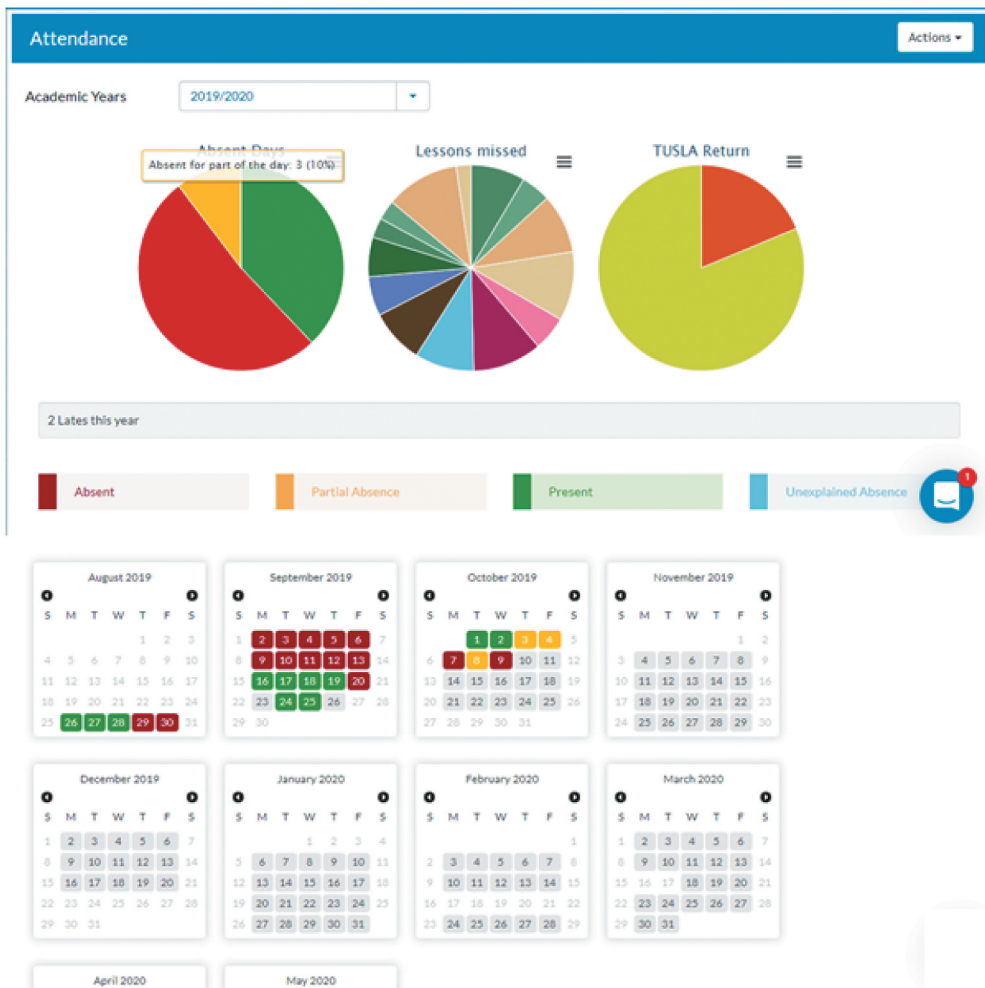 Attendance
Actions
Academic Years
2019/2020
Absent Days
Lessons missed
TUSLA Return
Absent for part of the day: 3 (10%)
2 Lates this year
Absent
Partial Absence
Present
Unexplained Absence
1
August 2019
S M T W T F S
1 2 3
4 5 6 7 8 9 10
11 12 13 14 15 16 17
18 19 20 21 22 23 24
25 26 27 28 29 30 31
September 2019
S M T W T F S
1 2 3 4 5 6 7
8 9 10 11 12 13 14
15 16 17 18 19 20 21
22 23 24 25 26 27 28
29 30
October 2019
S M T W T F S
1 2 3 4 5
6 7 8 9 10 11 12
13 14 15 16 17 18 19
20 21 22 23 24 25 26
27 28 29 30 31
November 2019
S M T W T F S
1 2
3 4 5 6 7 8 9
10 11 12 13 14 15 16
17 18 19 20 21 22 23
24 25 26 27 28 29 30
December 2019
S M T W T F S
1 2 3 4 5 6 7
8 9 10 11 12 13 14
15 16 17 18 19 20 21
22 23 24 25 26 27 28
29 30 31
January 2020
S M T W T F S
1 2 3 4
5 6 7 8 9 10 11
12 13 14 15 16 17 18
19 20 21 22 23 24 25
26 27 28 29 30 31
February 2020
S M T W T F S
1
2 3 4 5 6 7 8
9 10 11 12 13 14 15
16 17 18 19 20 21 22
23 24 25 26 27 28 29
March 2020
S M T W T F S
1 2 3 4 5 6 7
8 9 10 11 12 13 14
15 16 17 18 19 20 21
22 23 24 25 26 27 28
29 30 31
April 2020
May 2020